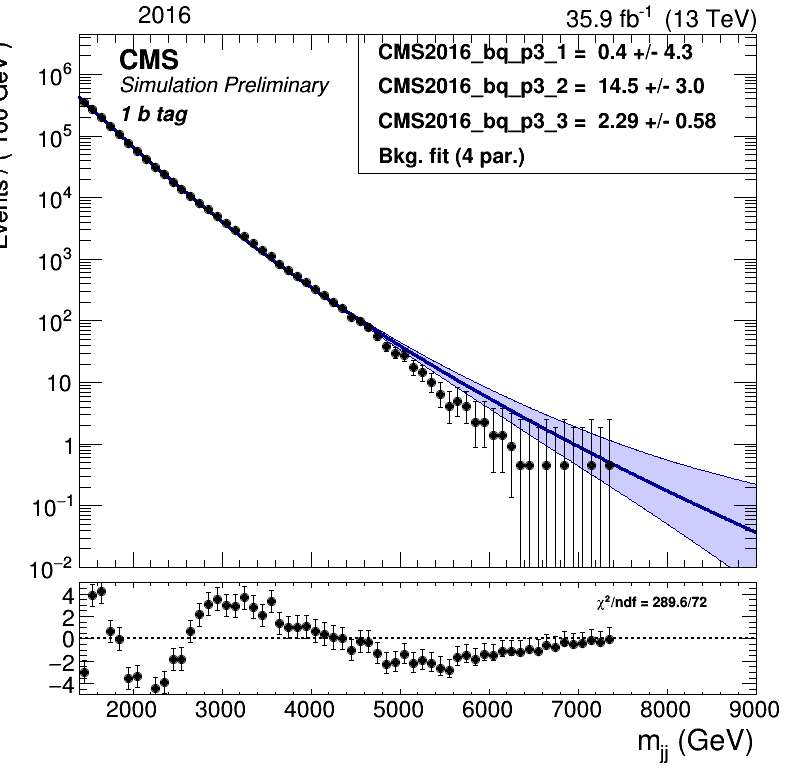 2016
35.9 fb⁻¹ (13 TeV)
CMS
Simulation Preliminary
1 b tag
CMS2016_bq_p3_1 = 0.4 +/- 4.3
CMS2016_bq_p3_2 = 14.5 +/- 3.0
CMS2016_bq_p3_3 = 2.29 +/- 0.58
Bkg. fit (4 par.)
10⁶
10⁵
10⁴
10³
10²
10
1
10⁻¹
10⁻²
χ²/ndf = 289.6/72
4
2
0
−2
−4
2000 3000 4000 5000 6000 7000 8000 9000
m_jj (GeV)